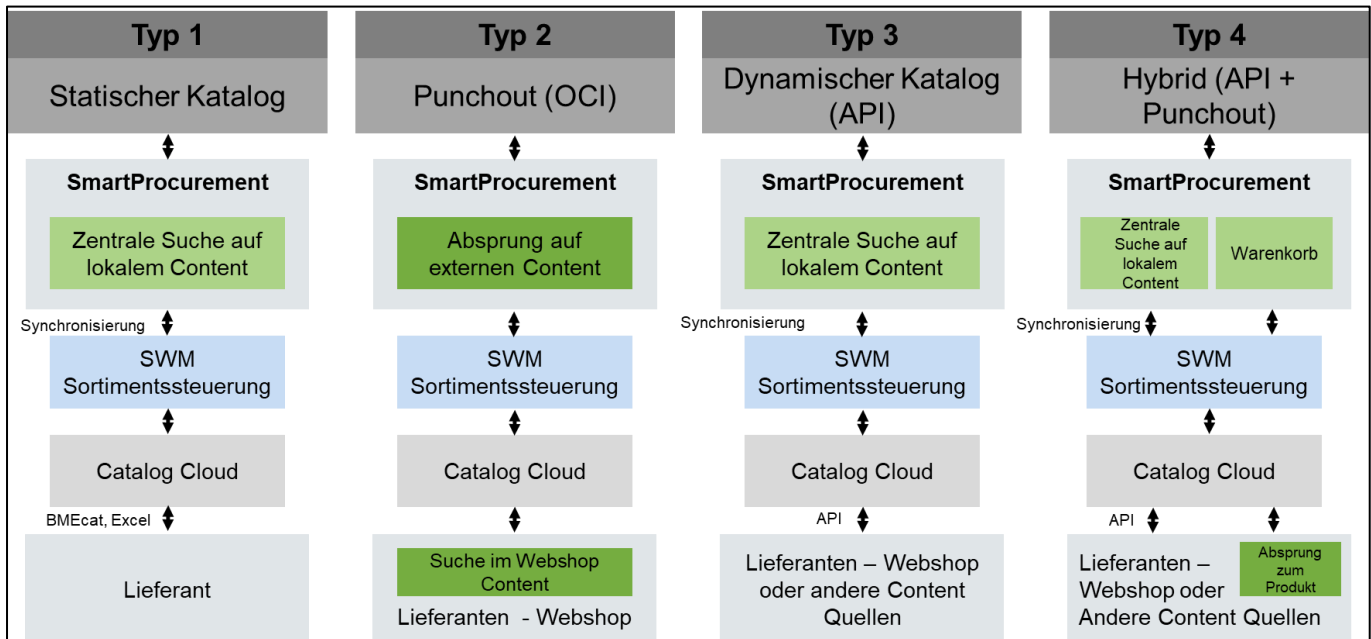 Typ 1
Statischer Katalog
SmartProcurement
Zentrale Suche auf
lokalem Content
Synchronisierung
SWM
Sortimentssteuerung
Catalog Cloud
BMEcat, Excel
Lieferant
Typ 2
Punchout (OCI)
SmartProcurement
Absprung auf
externen Content
SWM
Sortimentssteuerung
Catalog Cloud
Suche im Webshop
Content
Lieferanten - Webshop
Typ 3
Dynamischer Katalog
(API)
SmartProcurement
Zentrale Suche auf
lokalem Content
Synchronisierung
SWM
Sortimentssteuerung
Catalog Cloud
API
Lieferanten – Webshop
oder andere Content
Quellen
Typ 4
Hybrid (API +
Punchout)
SmartProcurement
Zentrale
Suche auf
lokalem
Content
Warenkorb
Synchronisierung
SWM
Sortimentssteuerung
Catalog Cloud
API
Lieferanten –
Webshop oder
Andere Content Quellen
Absprung
zum
Produkt